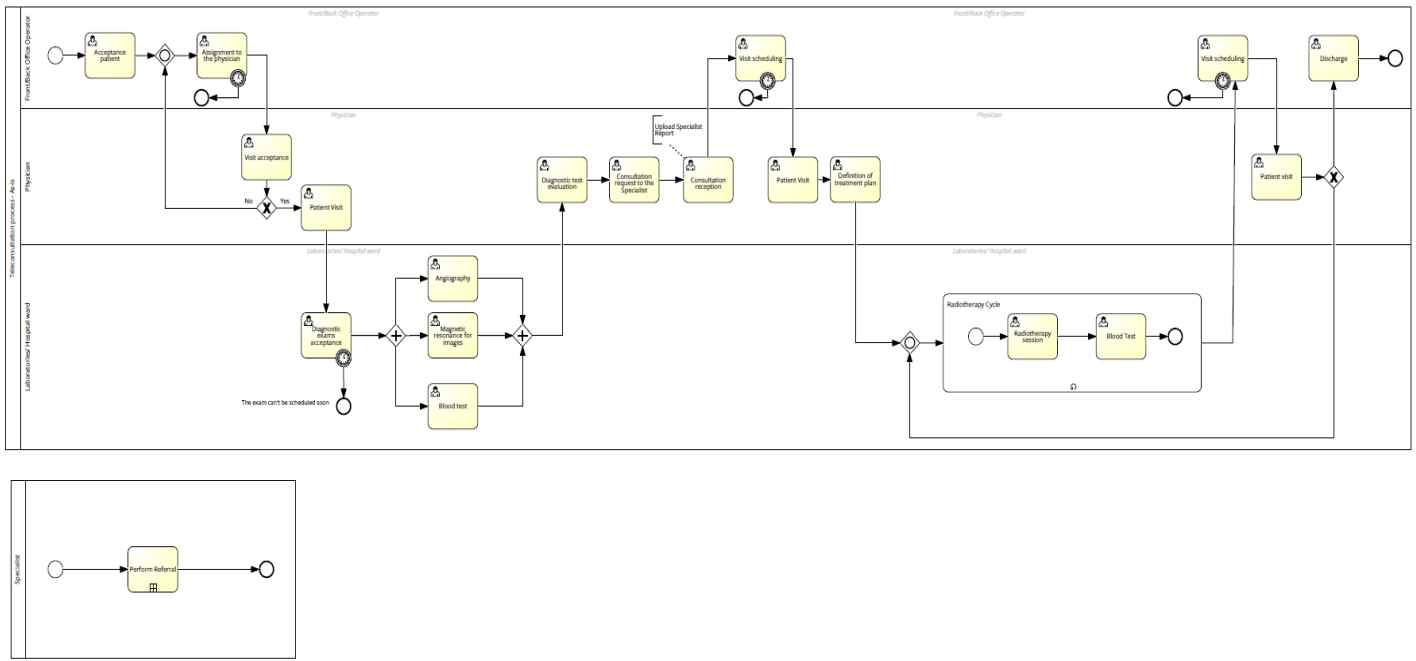 Teleconsultation process - As-is
Front/Back Office Operator
Front/Back Office Operator
Front/Back Office Operator
Acceptance
patient
Assignment to
the physician
Visit scheduling
Visit scheduling
Discharge
Physician
Physician
Physician
Visit acceptance
No
Yes
Patient Visit
Upload Specialist
Report
Diagnostic test
evaluation
Consultation
request to the
Specialist
Consultation
reception
Patient Visit
Definition of
treatment plan
Patient visit
Laboratories/ Hospital ward
Laboratories/ Hospital ward
Laboratories/ Hospital ward
Diagnostic
exams
acceptance
The exam can't be scheduled soon
Angiography
Magnetic
resonance for
images
Blood test
Radiotherapy Cycle
Radiotherapy
session
Blood Test
Specialist
Perform Referral